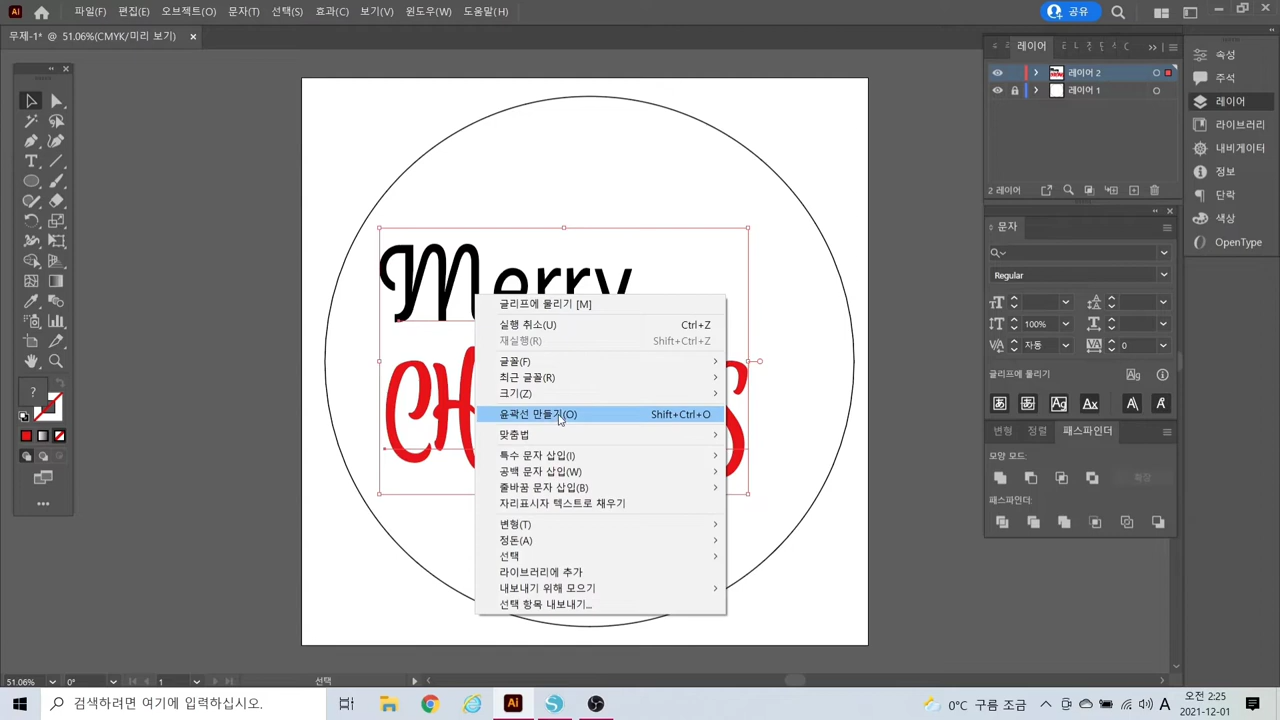 Ai 파일(F) 편집(E) 오브젝트(O) 문자(T) 선택(S) 효과(C) 보기(V) 윈도우(W) 도움말(H) 공유
무제-1* @ 51.06%(CMYK/미리 보기)
레이어
레이어 2
레이어 1
2 레이어
속성
주석
레이어
라이브러리
내비게이터
정보
단락
색상
OpenType
문자
Regular
100%
자동
0
글리프에 물리기
변형 정렬 패스파인더
모양 모드:
확장
패스파인더:
Merry
글리프에 물리기 [M]
실행 취소(U) Ctrl+Z
재실행(R) Shift+Ctrl+Z
글꼴(F)
최근 글꼴(R)
크기(Z)
윤곽선 만들기(O) Shift+Ctrl+O
맞춤법
특수 문자 삽입(I)
공백 문자 삽입(W)
줄바꿈 문자 삽입(B)
자리표시자 텍스트로 채우기
변형(T)
정돈(A)
선택
라이브러리에 추가
내보내기 위해 모으기
선택 항목 내보내기...
CH S
51.06% 0° 1 선택
검색하려면 여기에 입력하십시오.
Ai
0°C 구름 조금
A
오전 2:25
2021-12-01